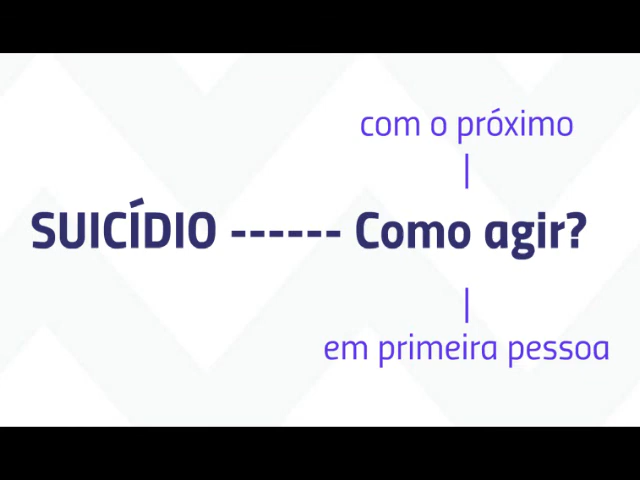 com o próximo
|
SUICÍDIO ------ Como agir?
|
em primeira pessoa